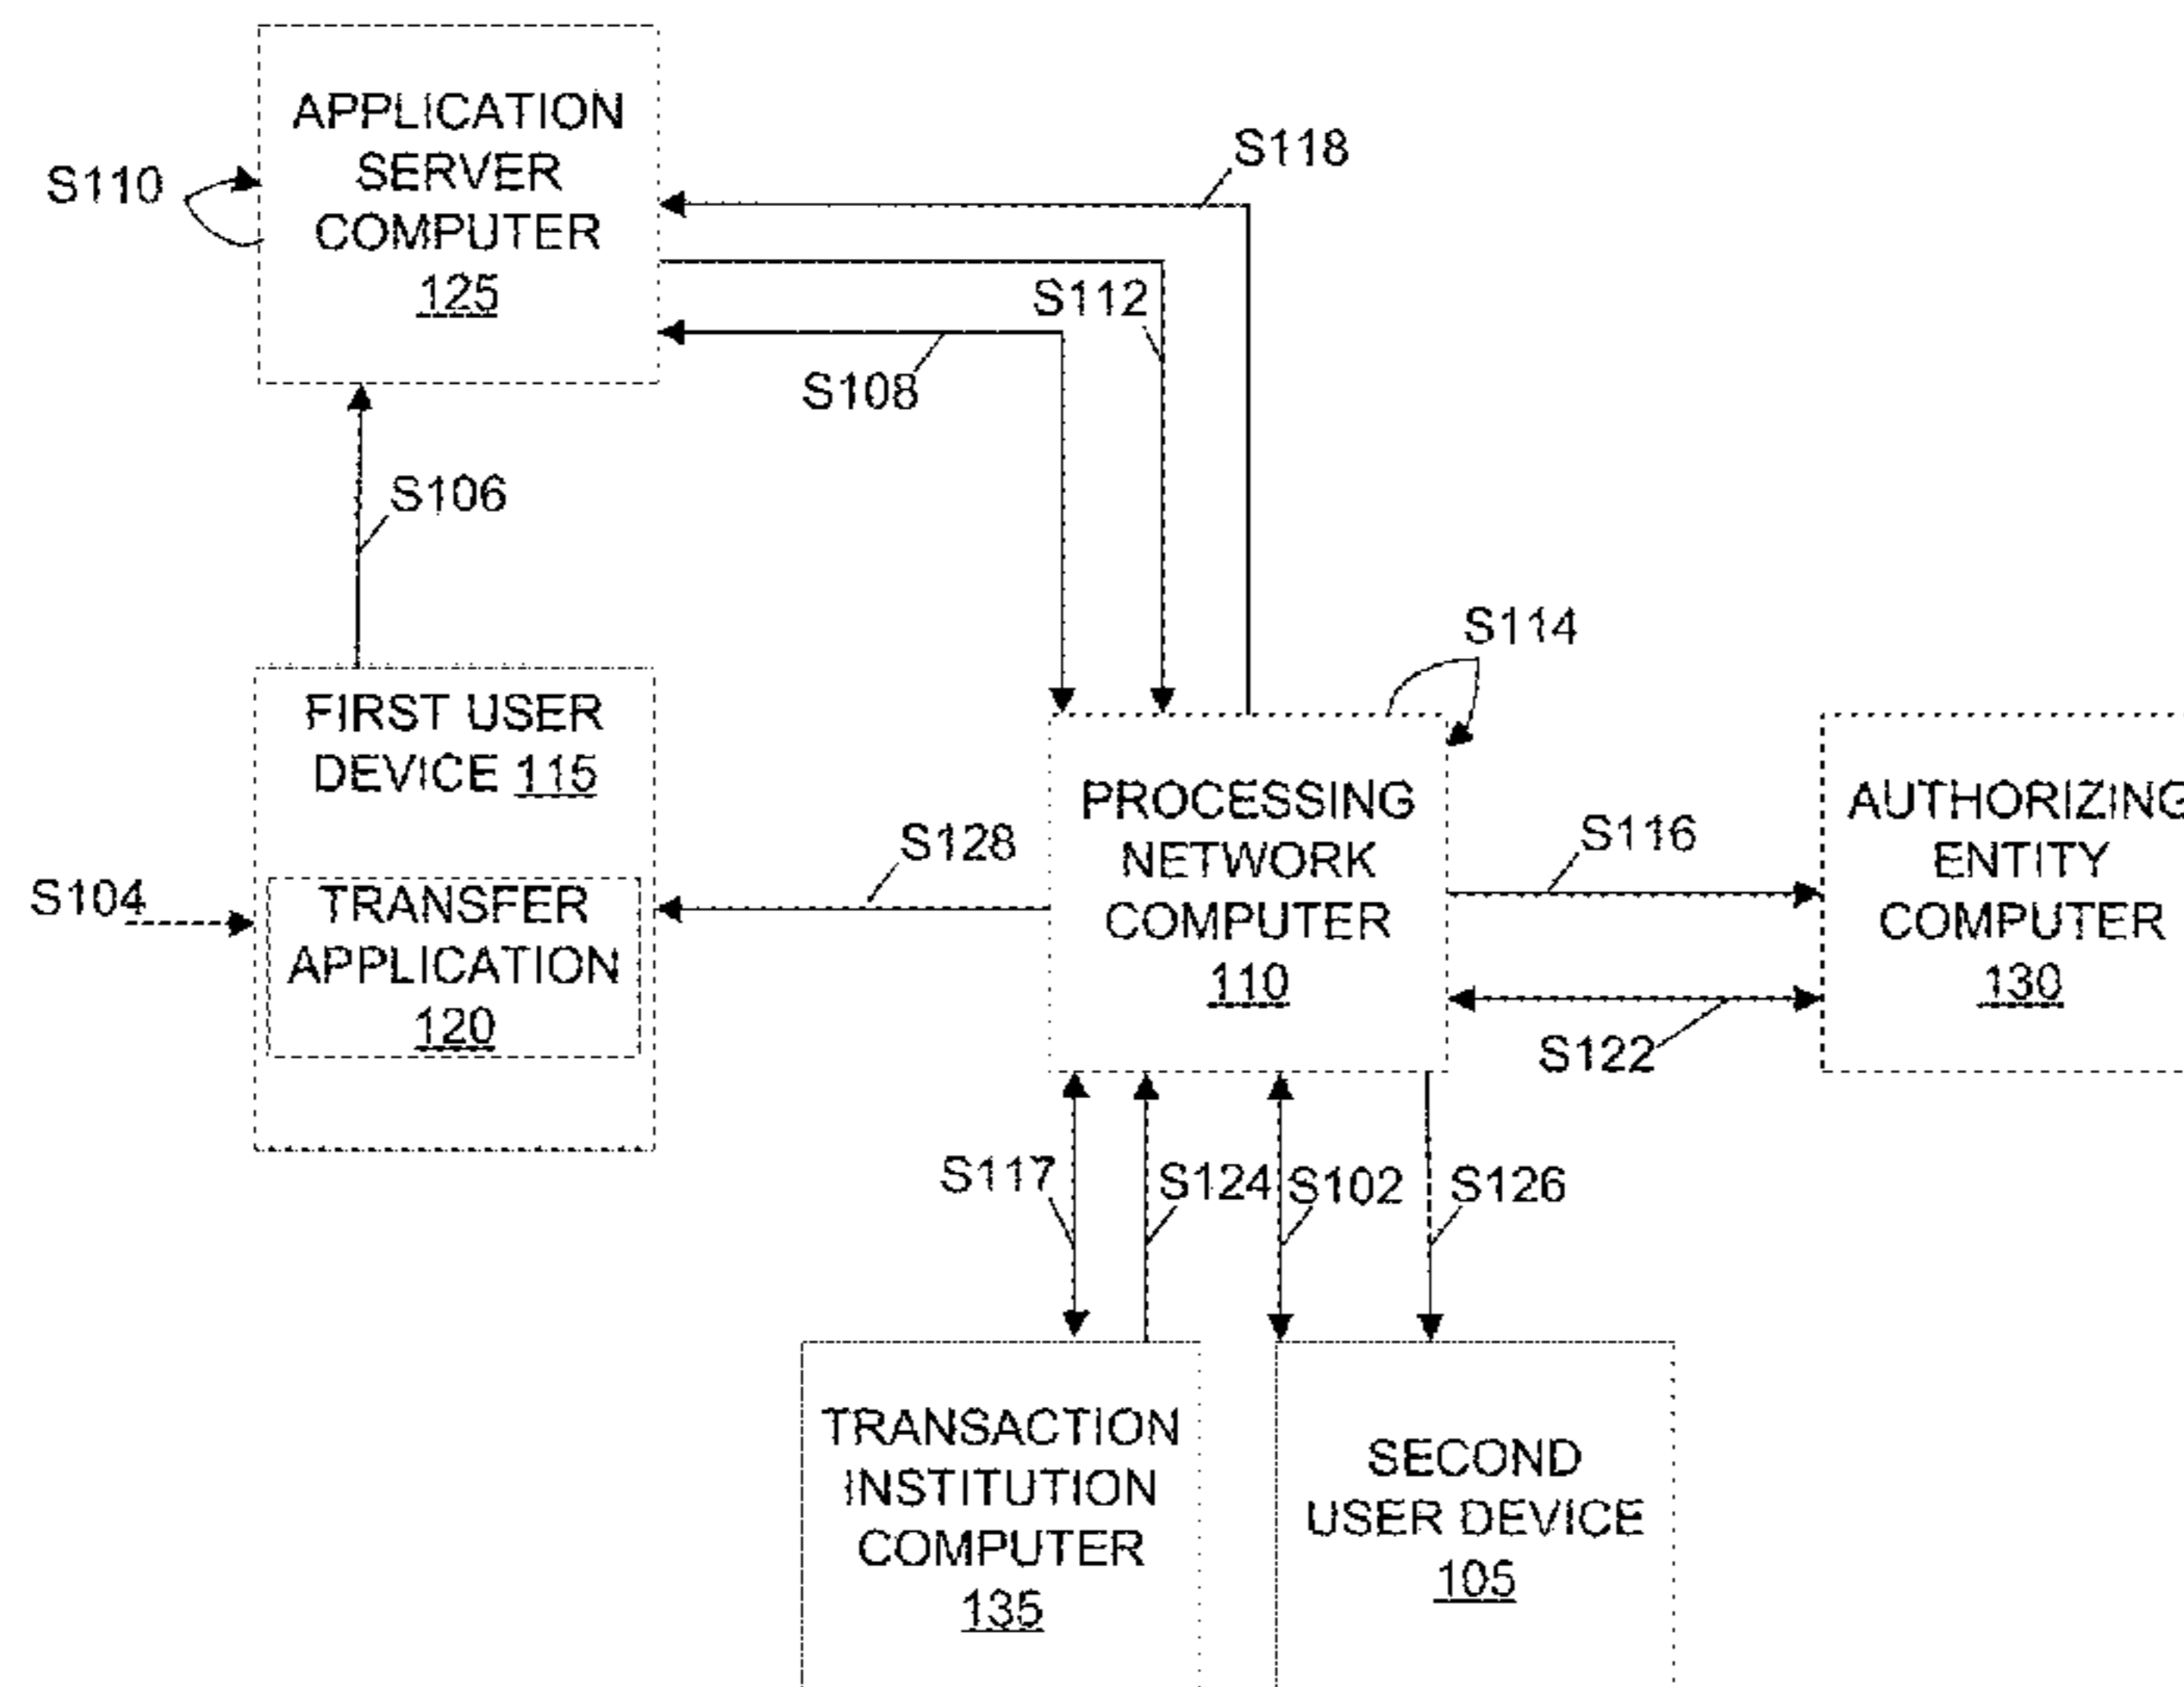 APPLICATION
SERVER
COMPUTER
125
S110
S118
S112
S108
S106
S114
FIRST USER
DEVICE 115
TRANSFER
APPLICATION
120
S104
S128
PROCESSING
NETWORK
COMPUTER
110
S116
S122
AUTHORIZING
ENTITY
COMPUTER
130
S117
S124
S102
S126
TRANSACTION
INSTITUTION
COMPUTER
135
SECOND
USER DEVICE
105